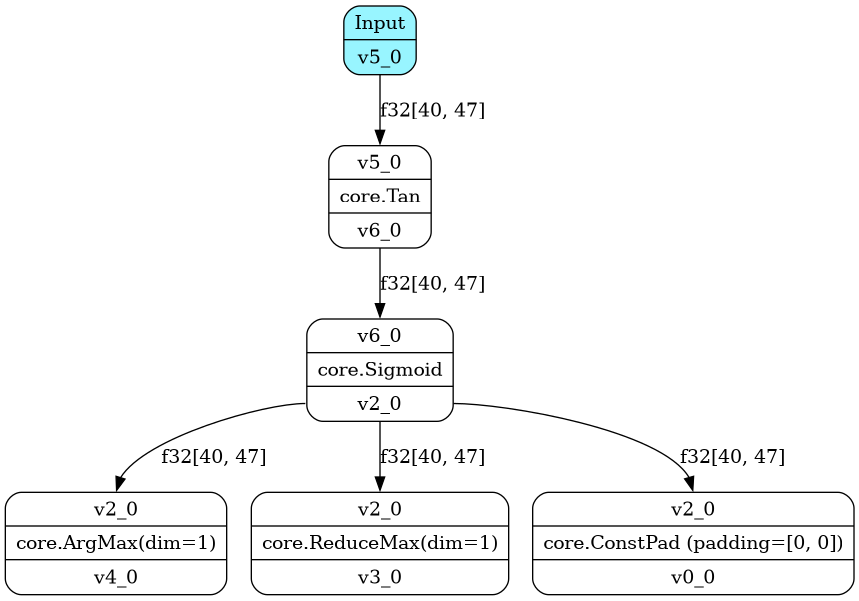 Input
v5_0
f32[40, 47]
v5_0
core.Tan
v6_0
f32[40, 47]
v6_0
core.Sigmoid
v2_0
f32[40, 47]
f32[40, 47]
f32[40, 47]
v2_0
core.ArgMax(dim=1)
v4_0
v2_0
core.ReduceMax(dim=1)
v3_0
v2_0
core.ConstPad (padding=[0, 0])
v0_0